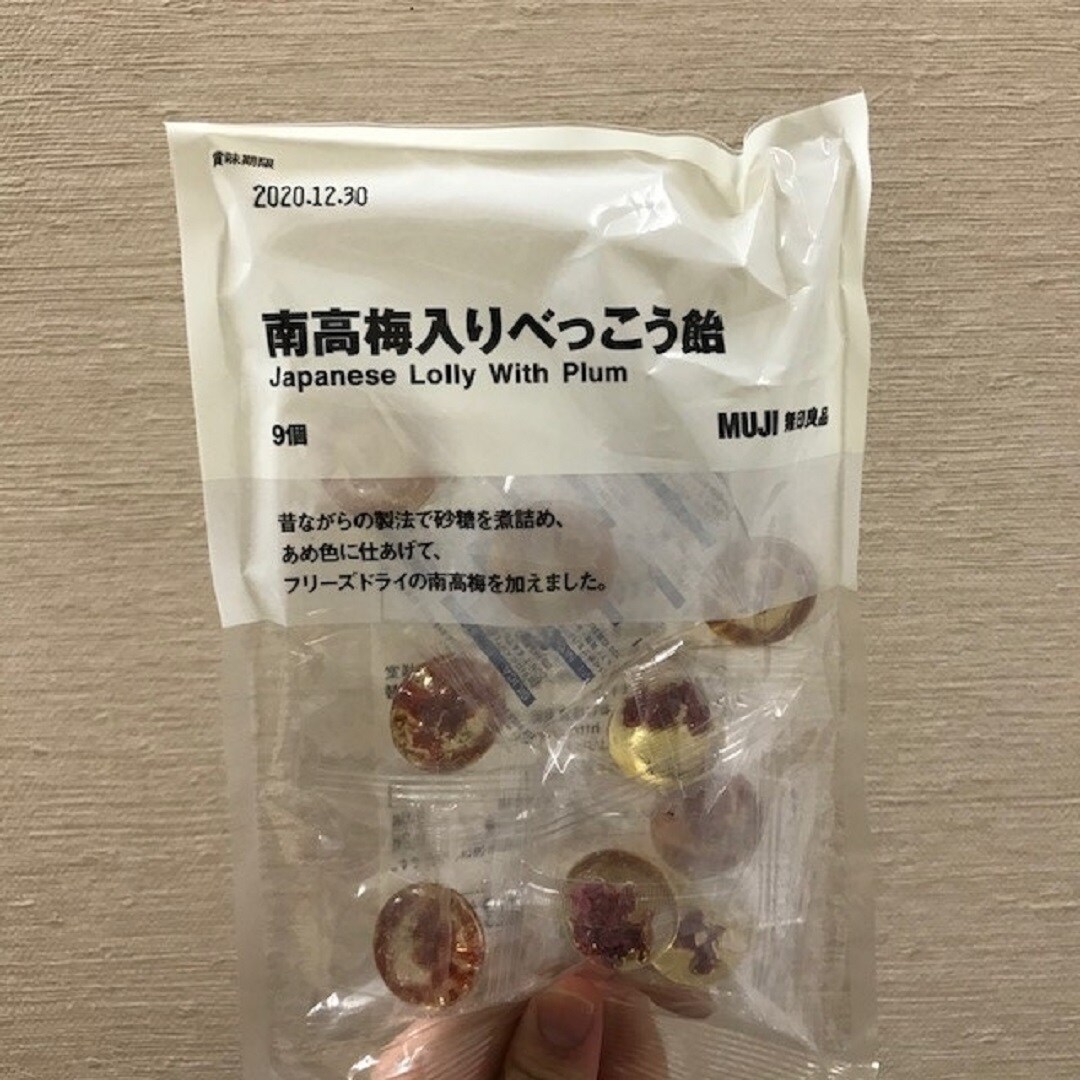 賞味期限
2020.12.30
南高梅入りべっこう飴
Japanese Lolly With Plum
9個
MUJI 無印良品
昔ながらの製法で砂糖を煮詰め、
あめ色に仕あげて、
フリーズドライの南高梅を加えました。